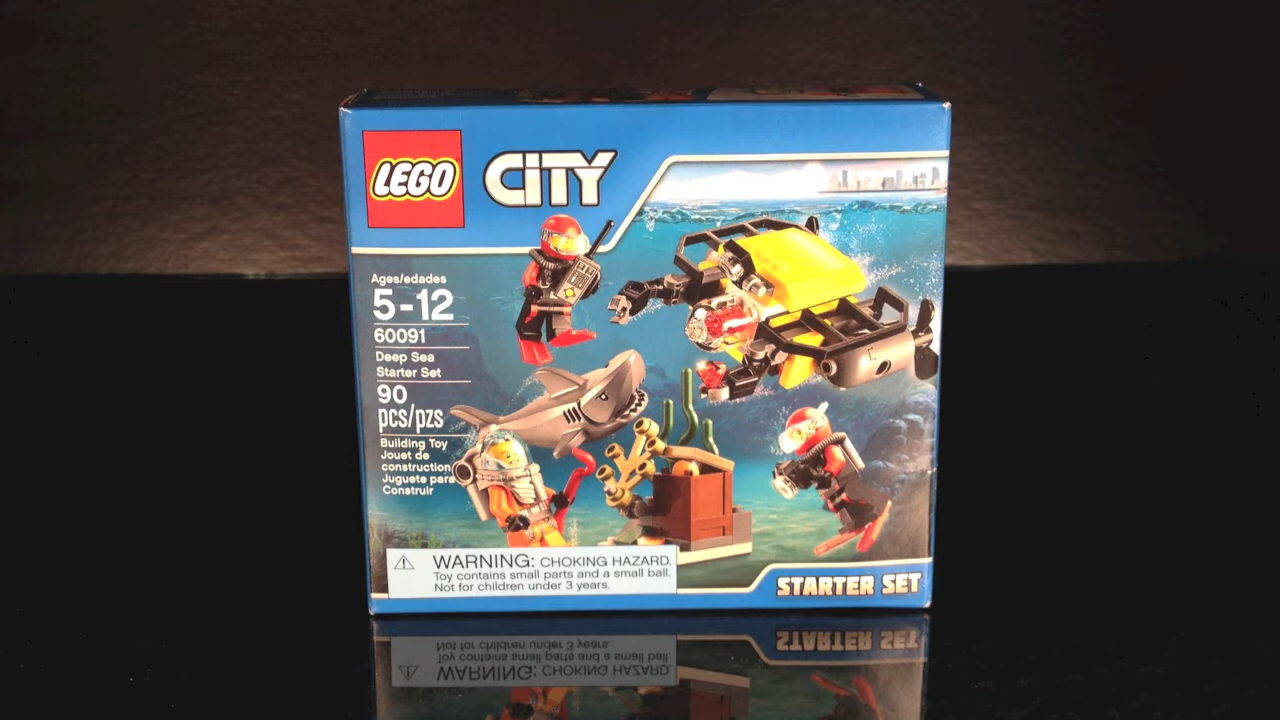 LEGO CITY
Ages/edades
5-12
60091
Deep Sea
Starter Set
90
pcs/pzs
Building Toy
Jouet de
construction
Juguete para
Construir
WARNING: CHOKING HAZARD.
Toy contains small parts and a small ball.
Not for children under 3 years.
STARTER SET